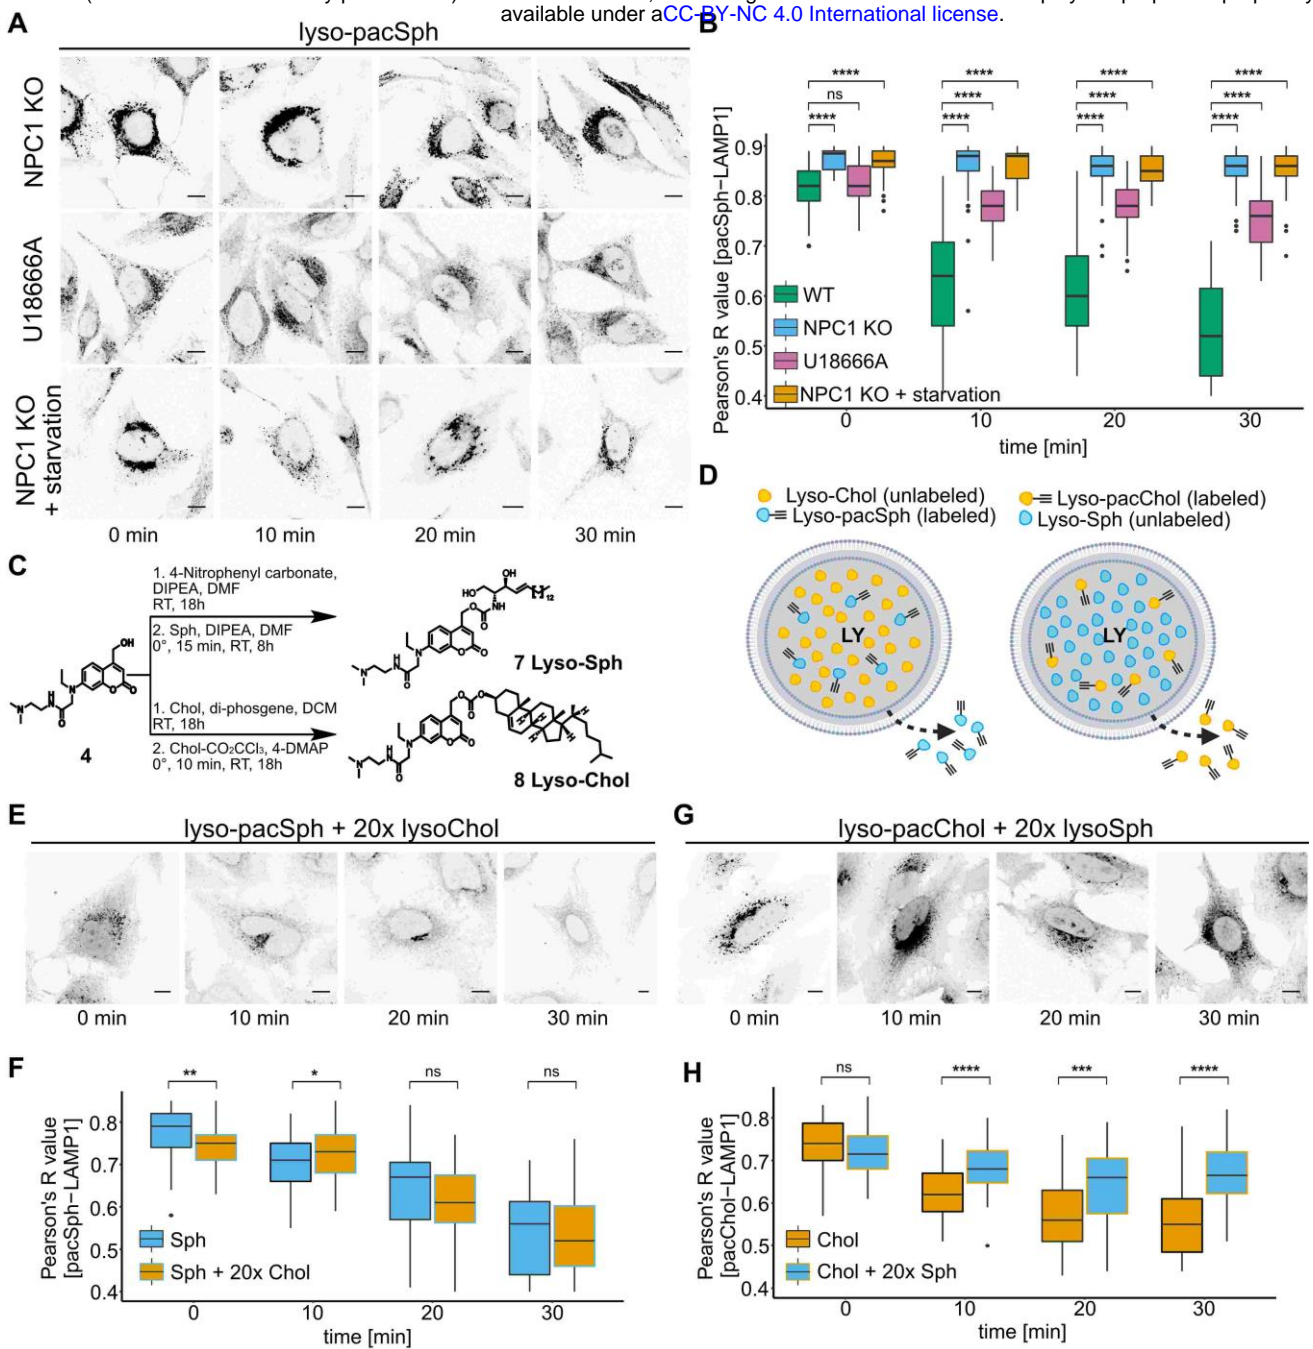 available under aCC-BY-NC 4.0 International license.
A
lyso-pacSph
NPC1 KO
U18666A
NPC1 KO
+ starvation
0 min
10 min
20 min
30 min
B
Pearson's R value [pacSph−LAMP1]
0.9
0.8
0.7
0.6
0.5
0.4
****
ns
****
****
****
****
****
****
****
****
****
****
WT
NPC1 KO
U18666A
NPC1 KO + starvation
0
10
20
30
time [min]
C
1. 4-Nitrophenyl carbonate,
DIPEA, DMF
RT, 18h
2. Sph, DIPEA, DMF
0°, 15 min, RT, 8h
1. Chol, di-phosgene, DCM
RT, 18h
2. Chol-CO₂CCl₃, 4-DMAP
0°, 10 min, RT, 18h
4
7 Lyso-Sph
8 Lyso-Chol
D
Lyso-Chol (unlabeled)
Lyso-pacSph (labeled)
Lyso-pacChol (labeled)
Lyso-Sph (unlabeled)
LY
LY
E
lyso-pacSph + 20x lysoChol
0 min
10 min
20 min
30 min
G
lyso-pacChol + 20x lysoSph
0 min
10 min
20 min
30 min
F
Pearson's R value
[pacSph−LAMP1]
0.8
0.7
0.6
0.5
0.4
**
*
ns
ns
Sph
Sph + 20x Chol
0
10
20
30
time [min]
H
Pearson's R value
[pacChol−LAMP1]
0.8
0.7
0.6
0.5
0.4
ns
****
***
****
Chol
Chol + 20x Sph
0
10
20
30
time [min]